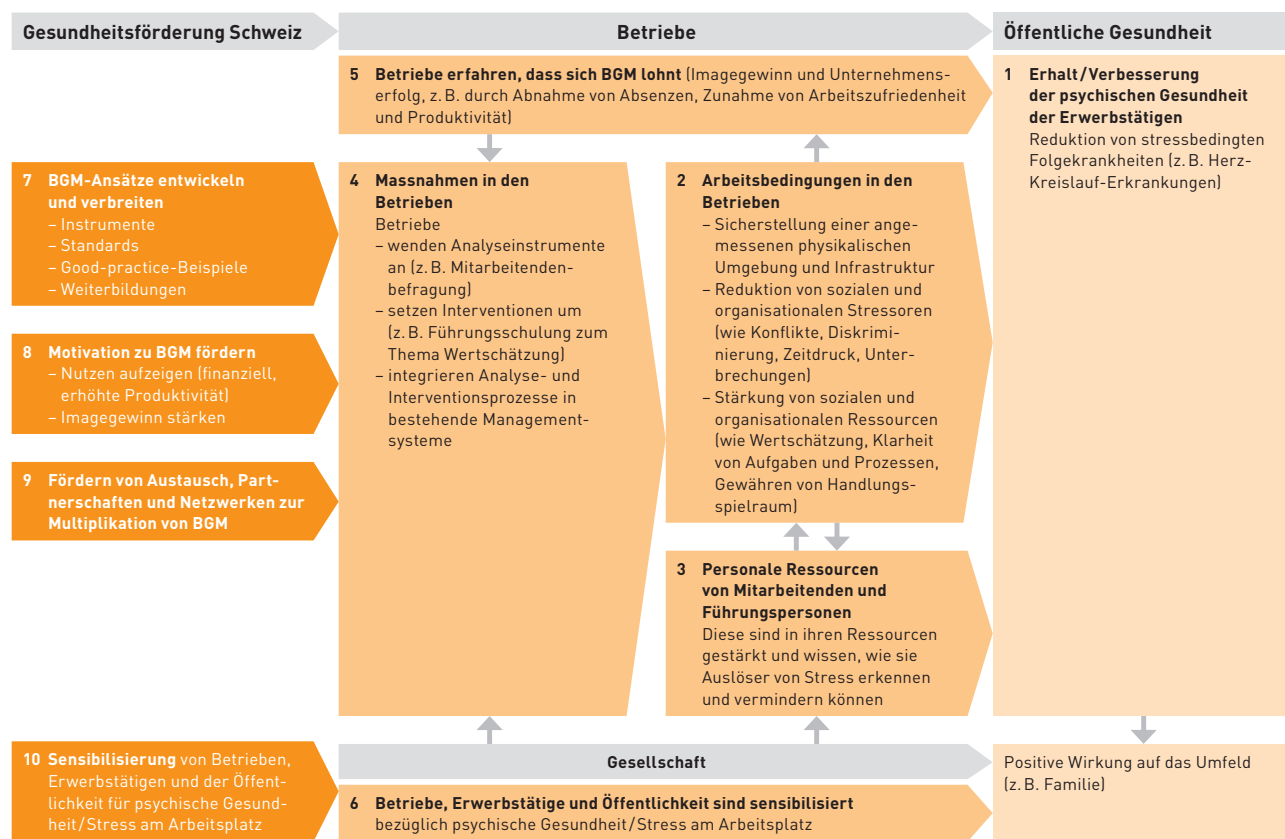 Gesundheitsförderung Schweiz
Betriebe
Öffentliche Gesundheit
5 Betriebe erfahren, dass sich BGM lohnt (Imagegewinn und Unternehmens-
erfolg, z. B. durch Abnahme von Absenzen, Zunahme von Arbeitszufriedenheit
und Produktivität)
1 Erhalt/Verbesserung
der psychischen Gesundheit
der Erwerbstätigen
Reduktion von stressbedingten
Folgekrankheiten (z. B. Herz-
Kreislauf-Erkrankungen)
7 BGM-Ansätze entwickeln
und verbreiten
– Instrumente
– Standards
– Good-practice-Beispiele
– Weiterbildungen
8 Motivation zu BGM fördern
– Nutzen aufzeigen (finanziell,
erhöhte Produktivität)
– Imagegewinn stärken
9 Fördern von Austausch, Part-
nerschaften und Netzwerken zur
Multiplikation von BGM
4 Massnahmen in den
Betrieben
Betriebe
– wenden Analyseinstrumente
an (z. B. Mitarbeitenden-
befragung)
– setzen Interventionen um
(z. B. Führungsschulung zum
Thema Wertschätzung)
– integrieren Analyse- und
Interventionsprozesse in
bestehende Management-
systeme
2 Arbeitsbedingungen in den
Betrieben
– Sicherstellung einer ange-
messenen physikalischen
Umgebung und Infrastruktur
– Reduktion von sozialen und
organisationalen Stressoren
(wie Konflikte, Diskrimi-
nierung, Zeitdruck, Unter-
brechungen)
– Stärkung von sozialen und
organisationalen Ressourcen
(wie Wertschätzung, Klarheit
von Aufgaben und Prozessen,
Gewähren von Handlungs-
spielraum)
3 Personale Ressourcen
von Mitarbeitenden und
Führungspersonen
Diese sind in ihren Ressourcen
gestärkt und wissen, wie sie
Auslöser von Stress erkennen
und vermindern können
10 Sensibilisierung von Betrieben,
Erwerbstätigen und der Öffent-
lichkeit für psychische Gesund-
heit/Stress am Arbeitsplatz
Gesellschaft
6 Betriebe, Erwerbstätige und Öffentlichkeit sind sensibilisiert
bezüglich psychische Gesundheit/Stress am Arbeitsplatz
Positive Wirkung auf das Umfeld
(z. B. Familie)